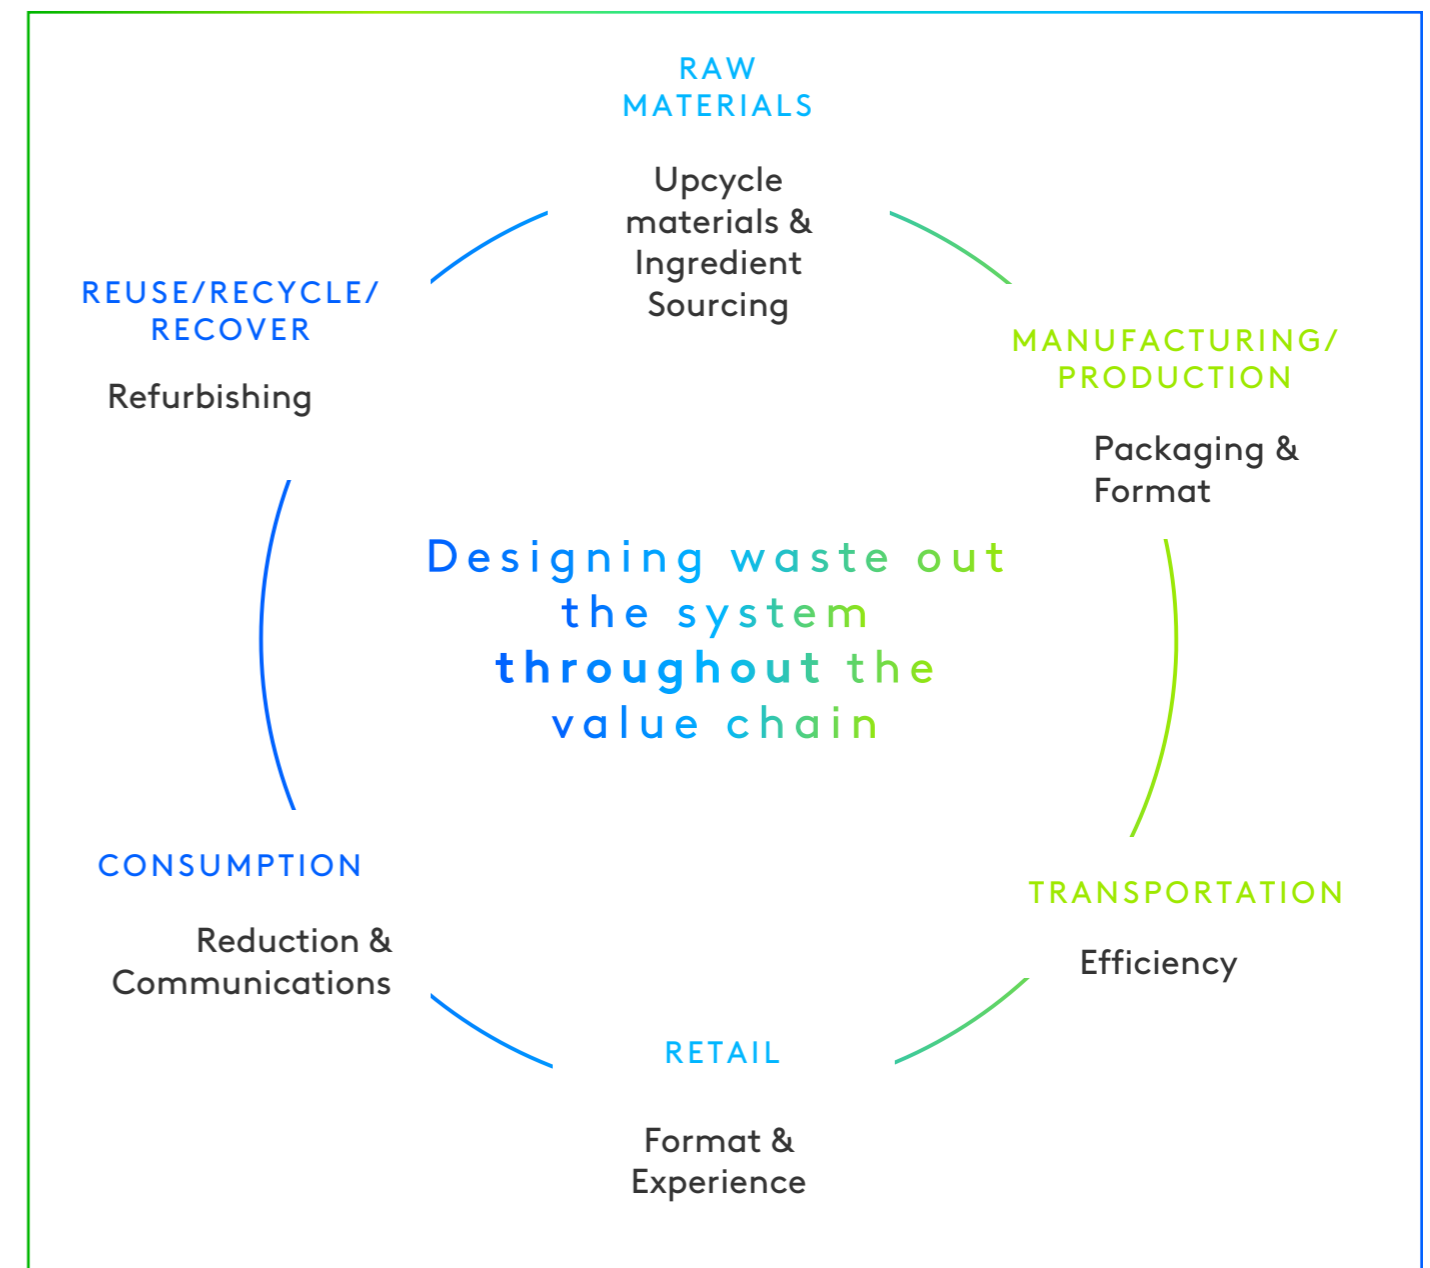 RAW
MATERIALS
Upcycle
materials &
Ingredient
Sourcing
MANUFACTURING/
PRODUCTION
Packaging &
Format
TRANSPORTATION
Efficiency
RETAIL
Format &
Experience
CONSUMPTION
Reduction &
Communications
REUSE/RECYCLE/
RECOVER
Refurbishing
Designing waste out
the system
throughout the
value chain